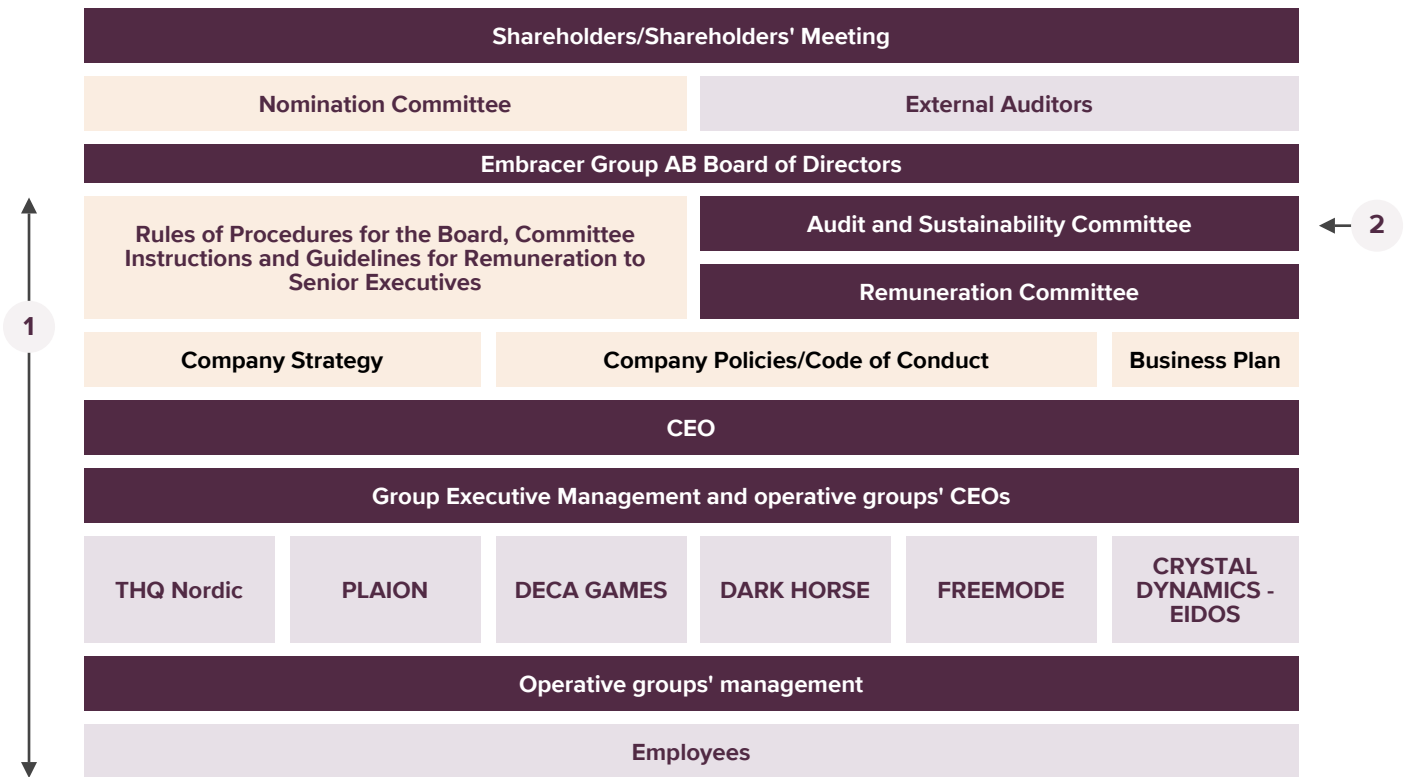 Shareholders/Shareholders' Meeting
Nomination Committee
External Auditors
Embracer Group AB Board of Directors
Rules of Procedures for the Board, Committee
Instructions and Guidelines for Remuneration to
Senior Executives
Audit and Sustainability Committee
2
Remuneration Committee
1
Company Strategy
Company Policies/Code of Conduct
Business Plan
CEO
Group Executive Management and operative groups' CEOs
THQ Nordic
PLAION
DECA GAMES
DARK HORSE
FREEMODE
CRYSTAL
DYNAMICS -
EIDOS
Operative groups' management
Employees